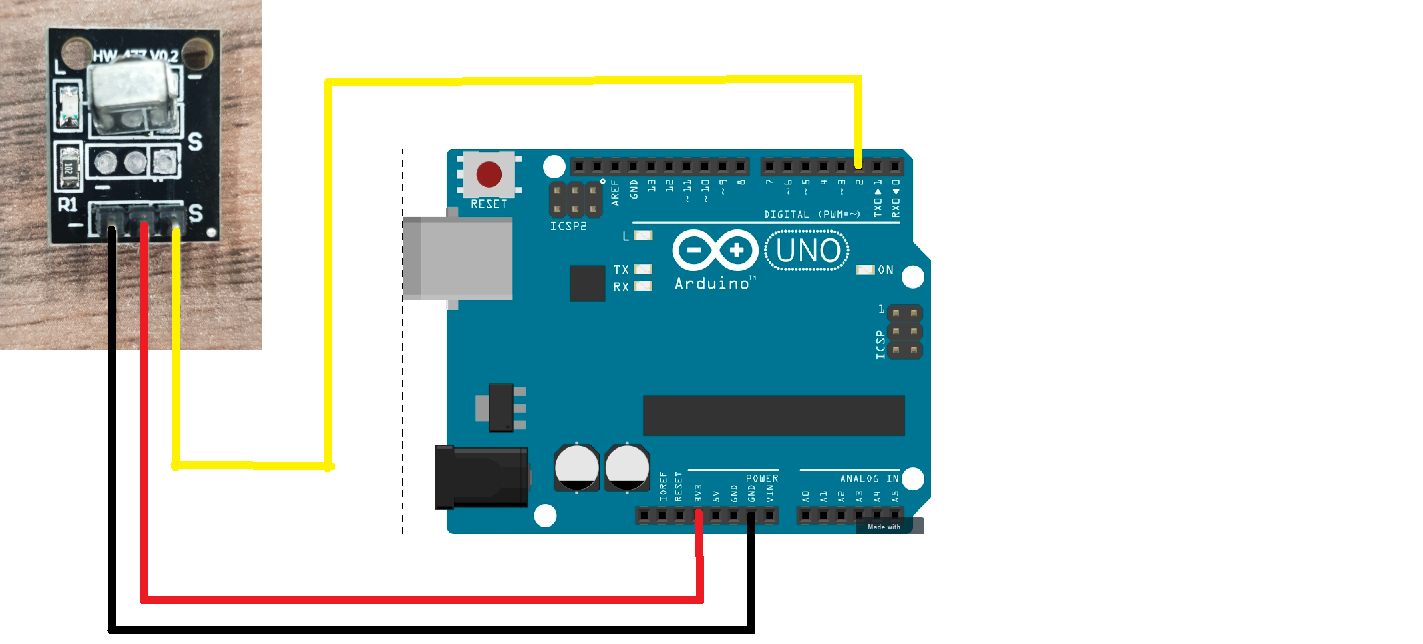 HW-477 V0.2
L
-
S
-
R1
-
S
RESET
ICSP2
AREF
GND
13
12
~11
~10
~9
8
7
~6
~5
4
~3
2
TX▶1
RX◀0
DIGITAL (PWM=~)
L
TX
RX
UNO
Arduino™
ON
1
ICSP
POWER
ANALOG IN
IOREF
RESET
3V3
5V
GND
GND
VIN
A0
A1
A2
A3
A4
A5
Made with